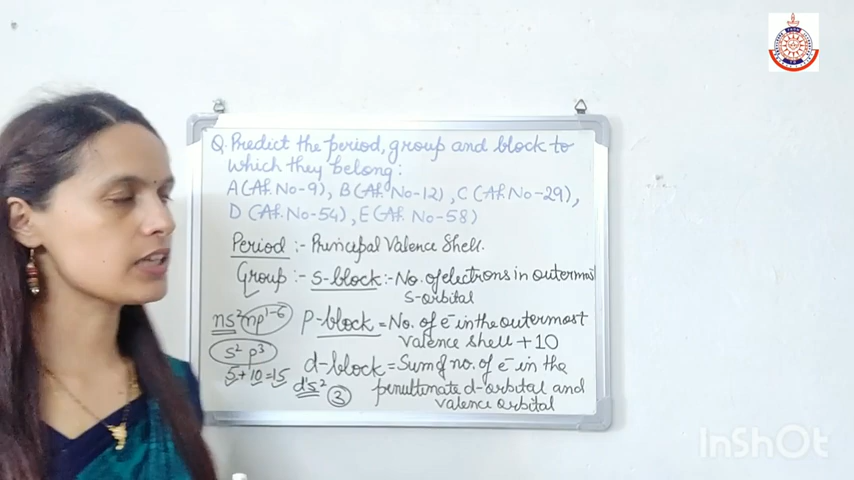 Q. Predict the period, group and block to
which they belong:
A (At. No-9), B (At. No-12), C (At. No-29),
D (At. No-54), E (At. No-58)
Period :- Principal Valence Shell.
Group :- s-block :- No. of electrons in outermos
s-orbital
ns² np¹⁻⁶ p-block = No. of e⁻ in the outermost
valence shell + 10
s² p³ d-block = Sum of no. of e⁻ in the
5+10=15 d¹s² ③ penultimate d-orbital and
valence orbital
InShOt